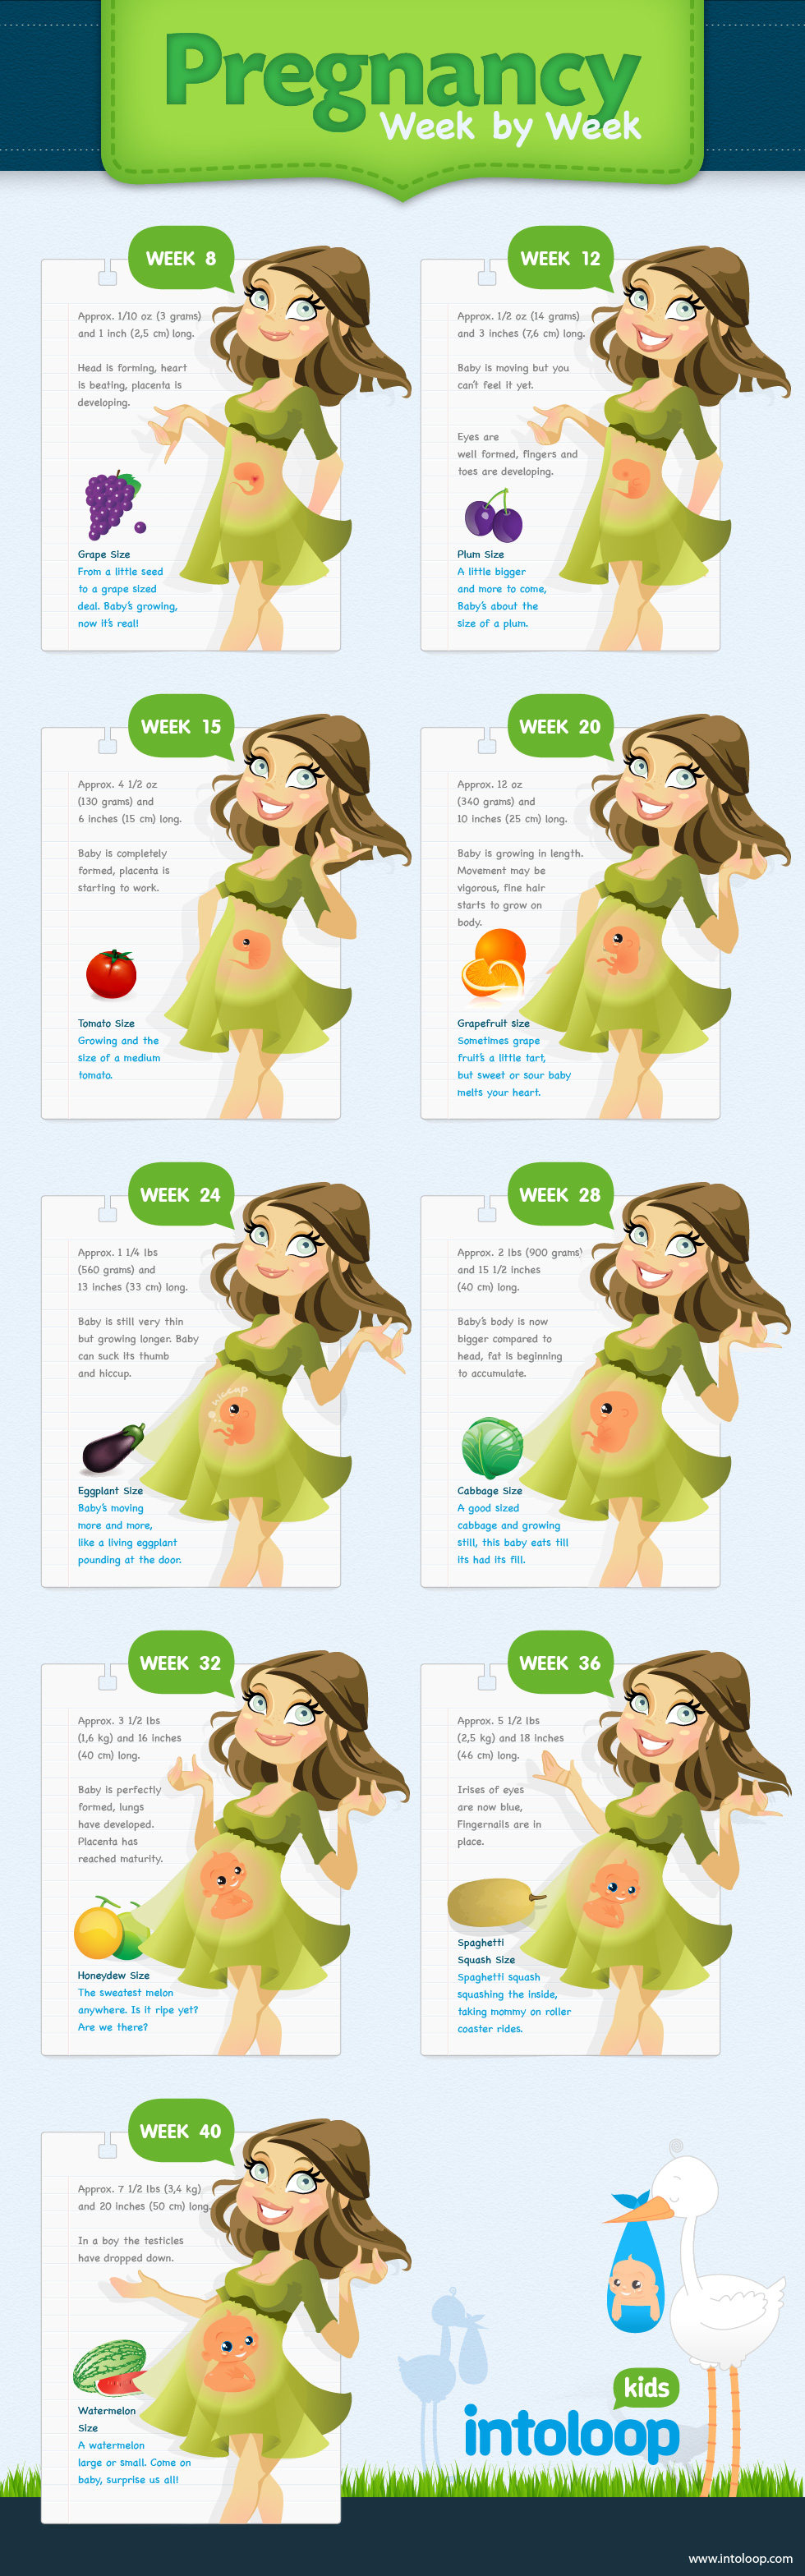 Pregnancy
Week by Week
WEEK 8
Approx. 1/10 oz (3 grams)
and 1 inch (2,5 cm) long.
Head is forming, heart
is beating, placenta is
developing.
Grape Size
From a little seed
to a grape sized
deal. Baby's growing,
now it's real!
WEEK 12
Approx. 1/2 oz (14 grams)
and 3 inches (7,6 cm) long.
Baby is moving but you
can't feel it yet.
Eyes are
well formed, fingers and
toes are developing.
Plum Size
A little bigger
and more to come,
Baby's about the
size of a plum.
WEEK 15
Approx. 4 1/2 oz
(130 grams) and
6 inches (15 cm) long.
Baby is completely
formed, placenta is
starting to work.
Tomato Size
Growing and the
size of a medium
tomato.
WEEK 20
Approx. 12 oz
(340 grams) and
10 inches (25 cm) long.
Baby is growing in length.
Movement may be
vigorous, fine hair
starts to grow on
body.
Grapefruit size
Sometimes grape
fruit's a little tart,
but sweet or sour baby
melts your heart.
WEEK 24
Approx. 1 1/4 lbs
(560 grams) and
13 inches (33 cm) long.
Baby is still very thin
but growing longer. Baby
can suck its thumb
and hiccup.
hiccup
Eggplant Size
Baby's moving
more and more,
like a living eggplant
pounding at the door.
WEEK 28
Approx. 2 lbs (900 grams)
and 15 1/2 inches
(40 cm) long.
Baby's body is now
bigger compared to
head, fat is beginning
to accumulate.
Cabbage Size
A good sized
cabbage and growing
still, this baby eats till
its had its fill.
WEEK 32
Approx. 3 1/2 lbs
(1,6 kg) and 16 inches
(40 cm) long.
Baby is perfectly
formed, lungs
have developed.
Placenta has
reached maturity.
Honeydew Size
The sweatest melon
anywhere. Is it ripe yet?
Are we there?
WEEK 36
Approx. 5 1/2 lbs
(2,5 kg) and 18 inches
(46 cm) long.
Irises of eyes
are now blue,
Fingernails are in
place.
Spaghetti
Squash Size
Spaghetti squash
squashing the inside,
taking mommy on roller
coaster rides.
WEEK 40
Approx. 7 1/2 lbs (3,4 kg)
and 20 inches (50 cm) long.
In a boy the testicles
have dropped down.
Watermelon
Size
A watermelon
large or small. Come on
baby, surprise us all!
kids
intoloop
www.intoloop.com